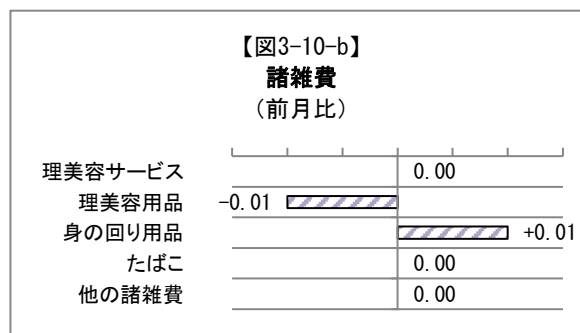 【図3-10-b】
諸雑費
（前月比）
理美容サービス 0.00
理美容用品 -0.01
身の回り用品 +0.01
たばこ 0.00
他の諸雑費 0.00